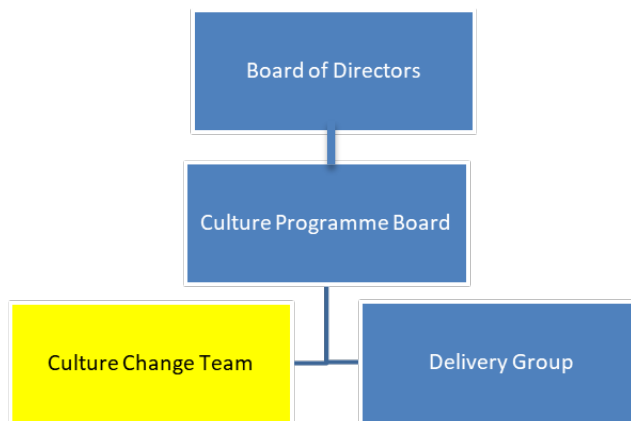 Board of Directors
Culture Programme Board
Culture Change Team
Delivery Group